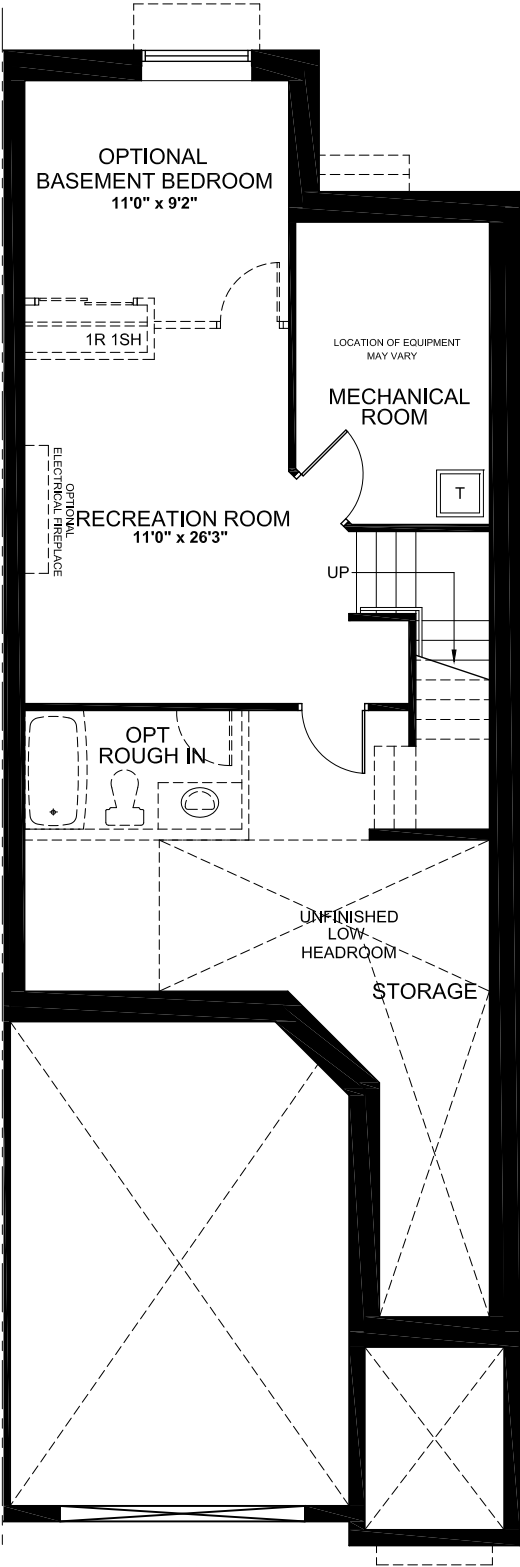 OPTIONAL
BASEMENT BEDROOM
11'0" x 9'2"
1R 1SH
LOCATION OF EQUIPMENT
MAY VARY
MECHANICAL
ROOM
T
OPTIONAL
ELECTRICAL FIREPLACE
RECREATION ROOM
11'0" x 26'3"
UP
OPT
ROUGH IN
UNFINISHED
LOW
HEADROOM
STORAGE